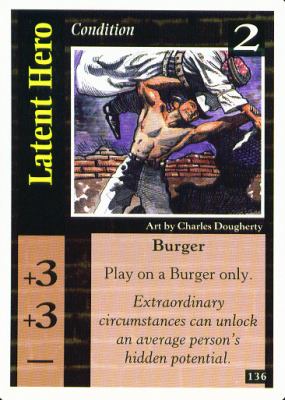 Latent Hero
Condition
2
Art by Charles Dougherty
+3
+3
—
Burger
Play on a Burger only.
Extraordinary
circumstances can unlock
an average person's
hidden potential.
136